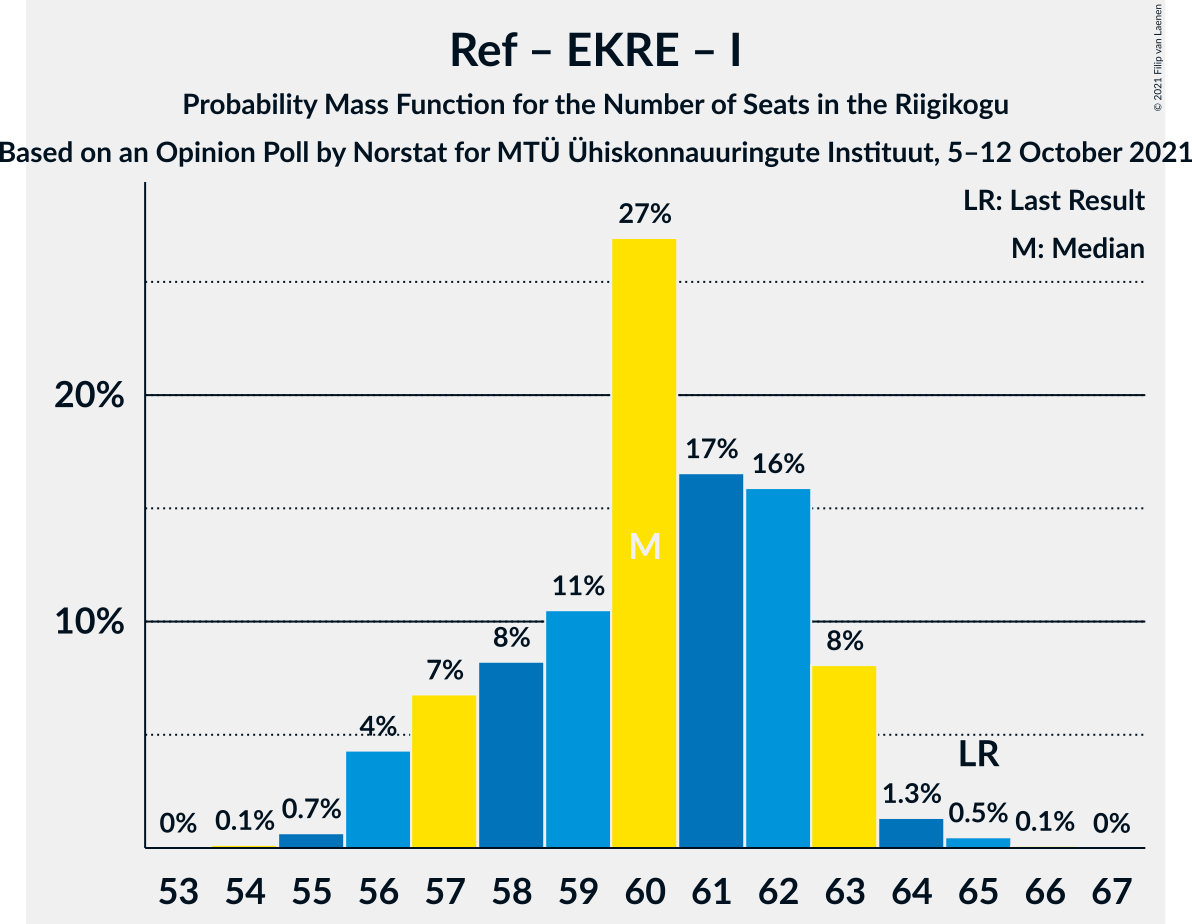 Ref – EKRE – I
Probability Mass Function for the Number of Seats in the Riigikogu
Based on an Opinion Poll by Norstat for MTÜ Ühiskonnauuringute Instituut, 5–12 October 2021
© 2021 Filip van Laenen
LR: Last Result
M: Median
27%
20%
17%
16%
M
11%
10%
8%
8%
7%
4%
LR
1.3%
0.7%
0.5%
0.1%
0.1%
0%
0%
53 54 55 56 57 58 59 60 61 62 63 64 65 66 67